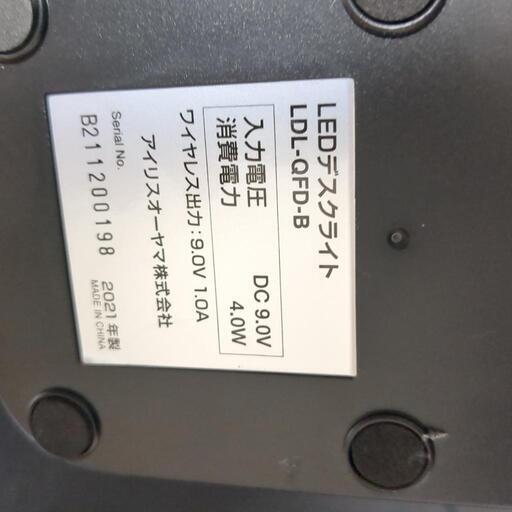 LEDデスクライト
LDL-QFD-B
入力電圧 DC 9.0V
消費電力 4.0W
ワイヤレス出力:9.0V 1.0A
アイリスオーヤマ株式会社
Serial No. 2021年製
B2111200198 MADE IN CHINA